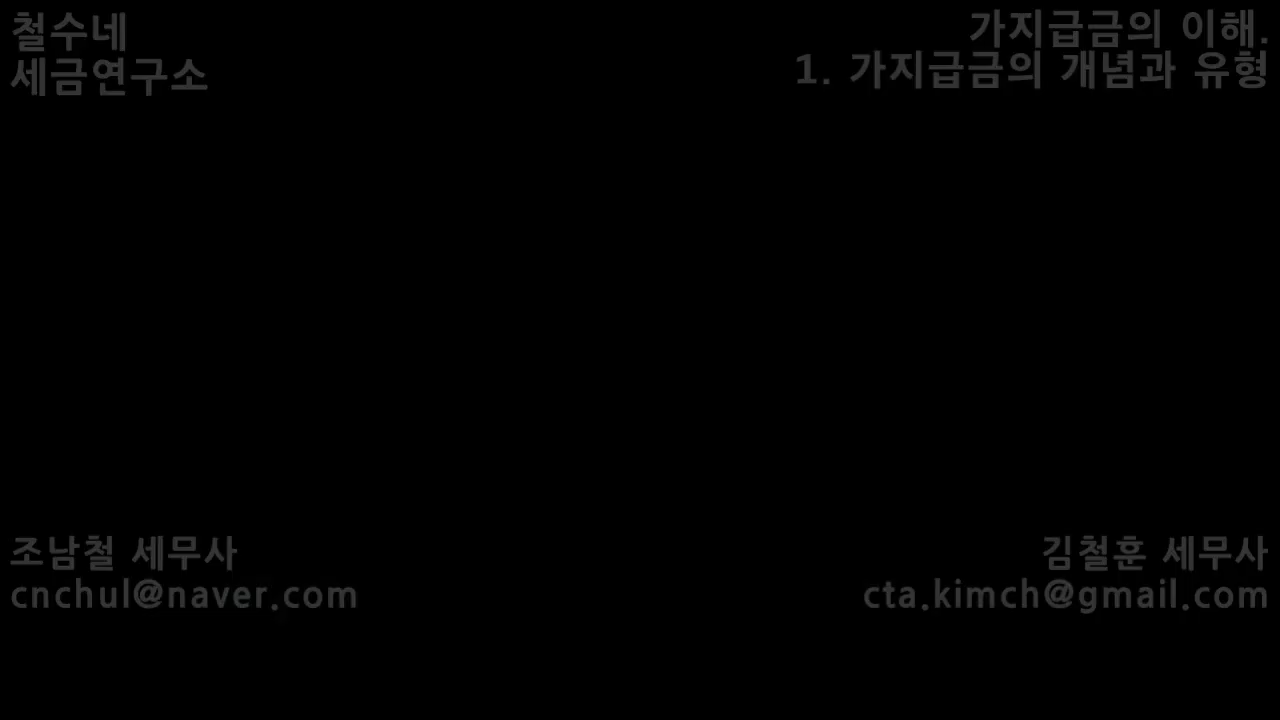 철수네
세금연구소
가지급금의 이해.
1. 가지급금의 개념과 유형
조남철 세무사
cnchul@naver.com
김철훈 세무사
cta.kimch@gmail.com